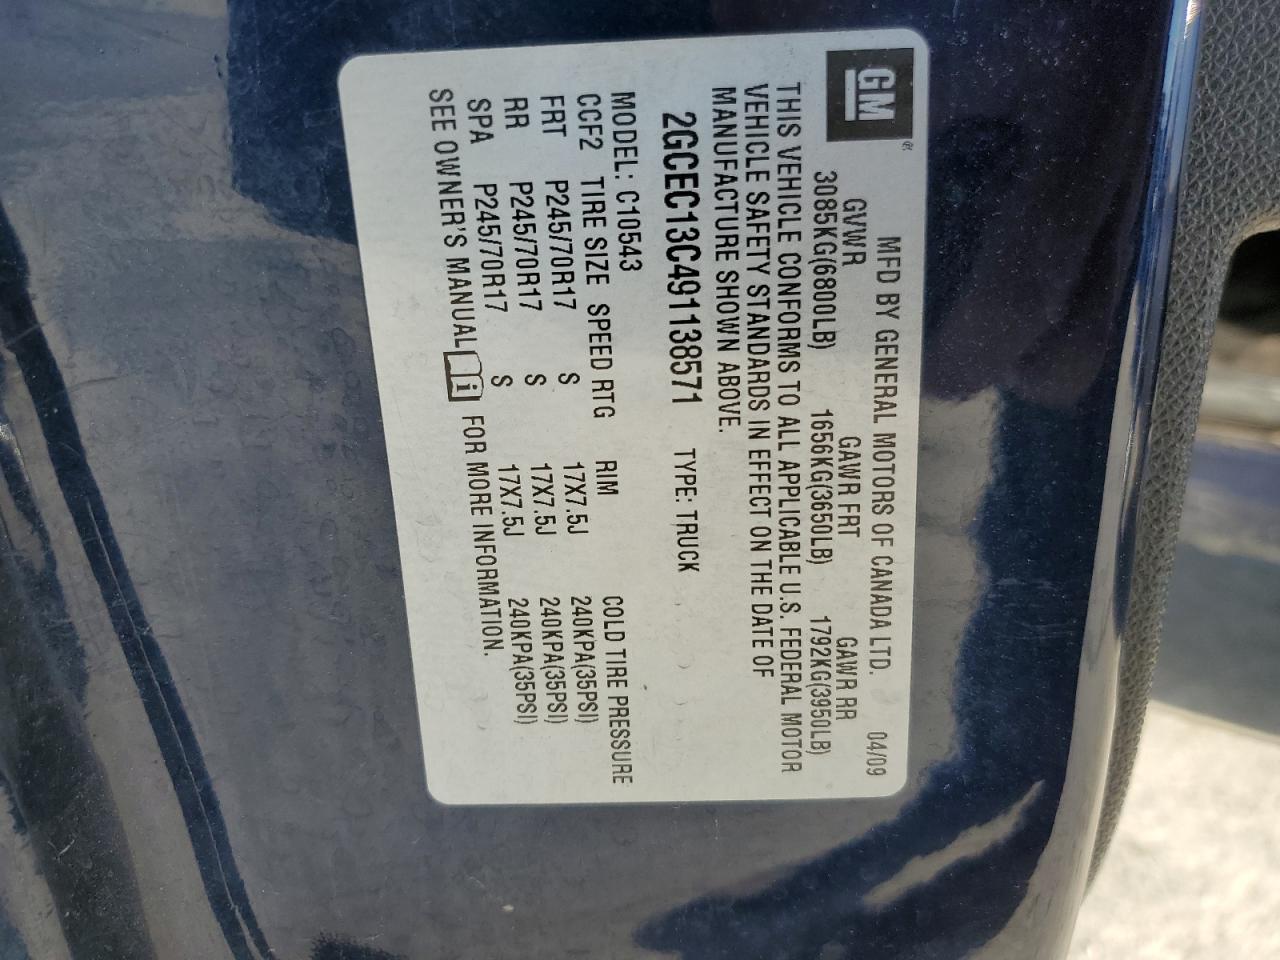 GM
MFD BY GENERAL MOTORS OF CANADA LTD. 04/09
GVWR GAWR FRT GAWR RR
3085KG(6800LB) 1656KG(3650LB) 1792KG(3950LB)
THIS VEHICLE CONFORMS TO ALL APPLICABLE U.S. FEDERAL MOTOR
VEHICLE SAFETY STANDARDS IN EFFECT ON THE DATE OF
MANUFACTURE SHOWN ABOVE.
2GCEC13C491138571 TYPE: TRUCK
MODEL: C10543
CCF2 TIRE SIZE SPEED RTG RIM COLD TIRE PRESSURE
FRT P245/70R17 S 17X7.5J 240KPA(35PSI)
RR P245/70R17 S 17X7.5J 240KPA(35PSI)
SPA P245/70R17 S 17X7.5J 240KPA(35PSI)
SEE OWNER'S MANUAL i FOR MORE INFORMATION.